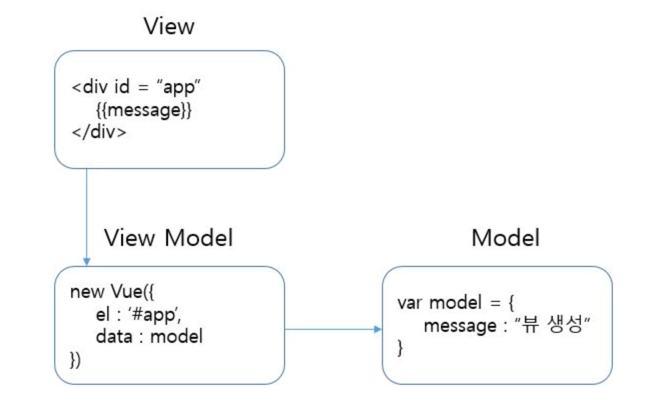 View
<div id = “app”
{{message}}
</div>
View Model
new Vue({
el : ‘#app’,
data : model
})
Model
var model = {
message : “뷰 생성”
}